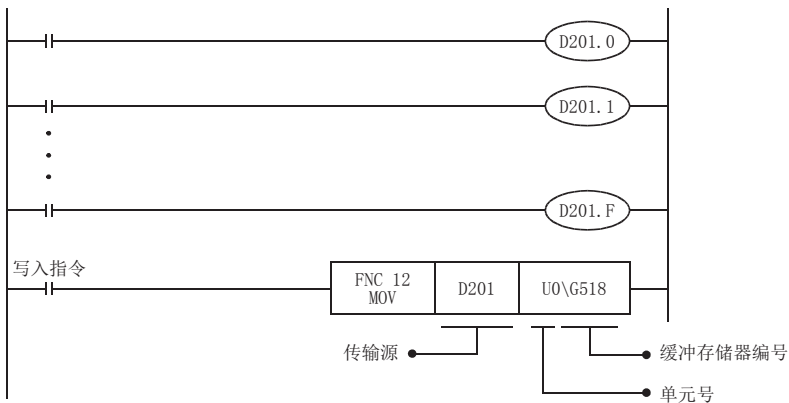 D201.0
D201.1
D201.F
写入指令
FNC 12
MOV
D201
U0\G518
传输源
缓冲存储器编号
单元号